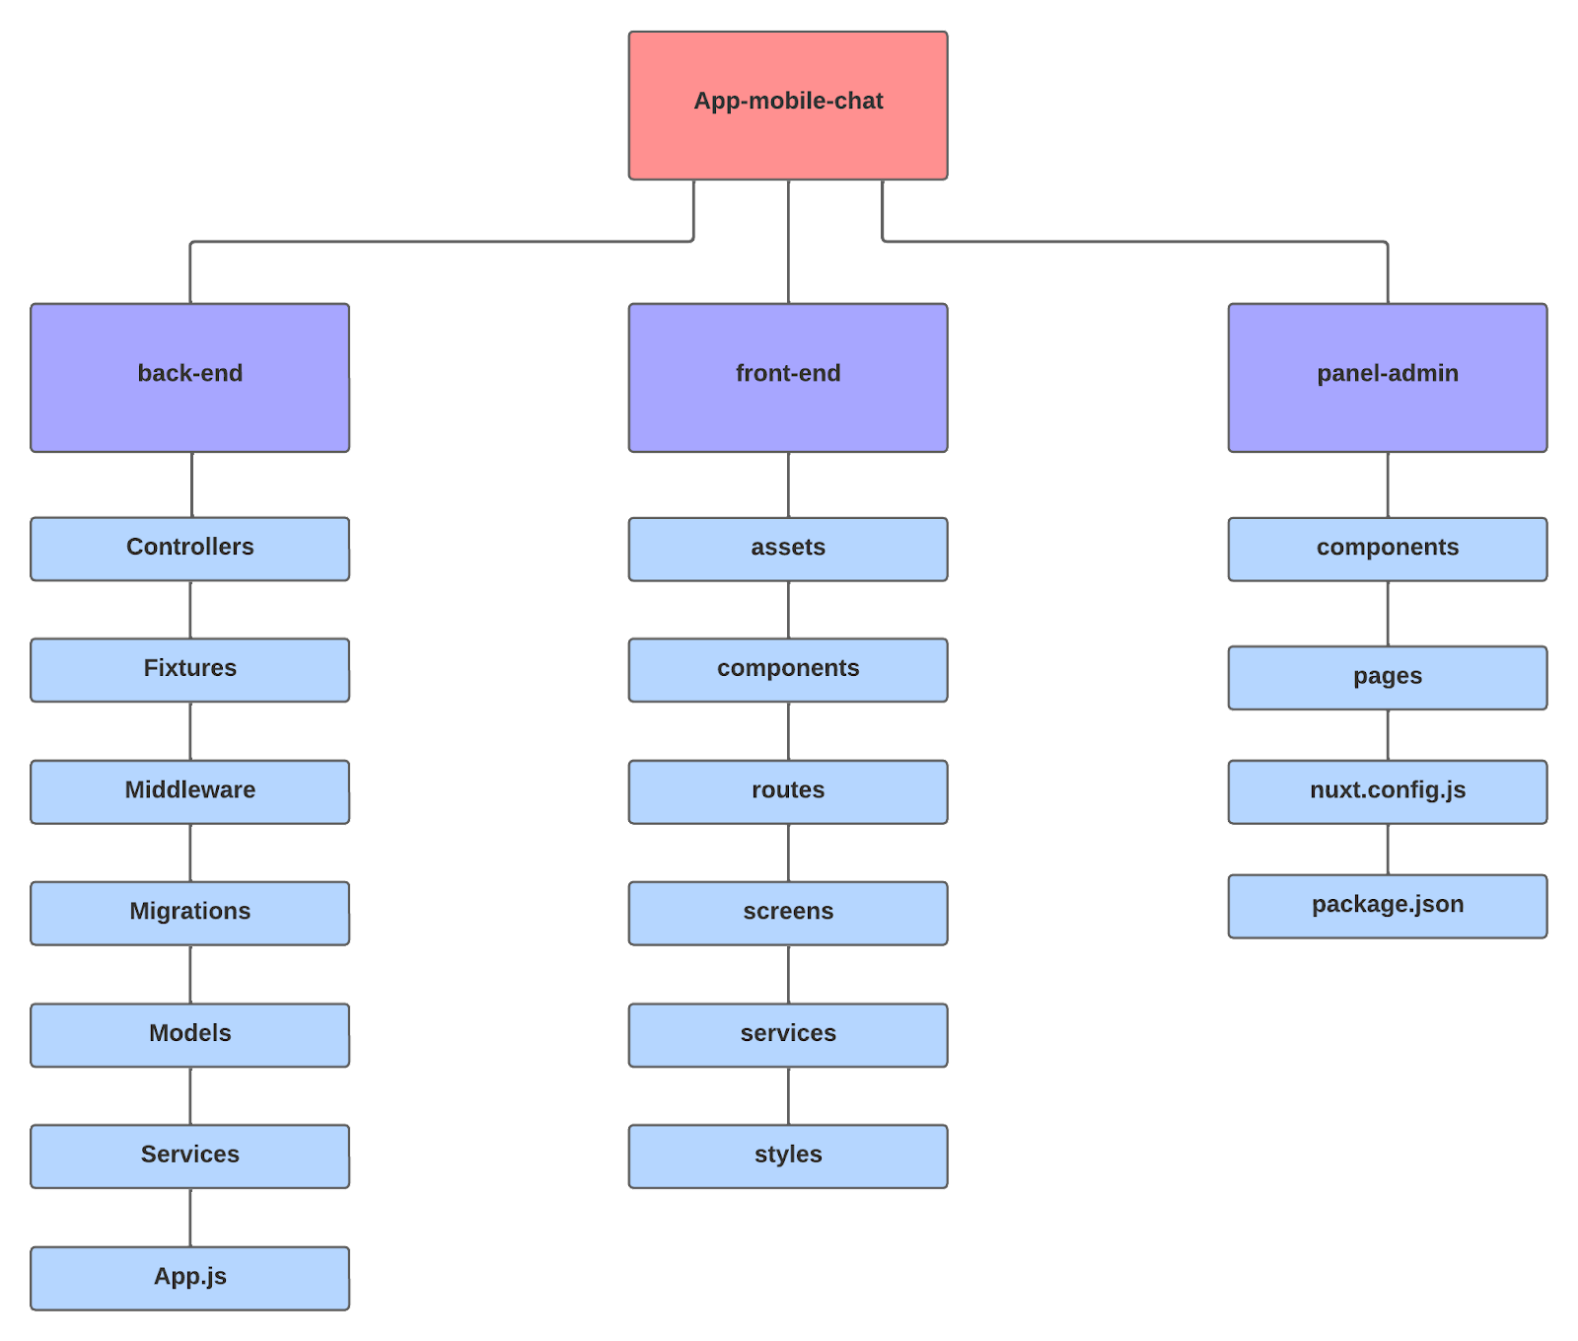 App-mobile-chat
back-end
front-end
panel-admin
Controllers
Fixtures
Middleware
Migrations
Models
Services
App.js
assets
components
routes
screens
services
styles
components
pages
nuxt.config.js
package.json